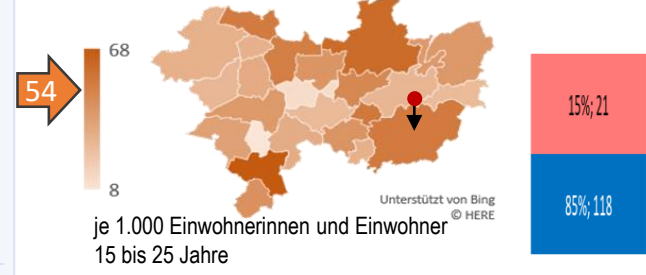 68
54
15%; 21
8
85%; 118
Unterstützt von Bing
© HERE
je 1.000 Einwohnerinnen und Einwohner
15 bis 25 Jahre